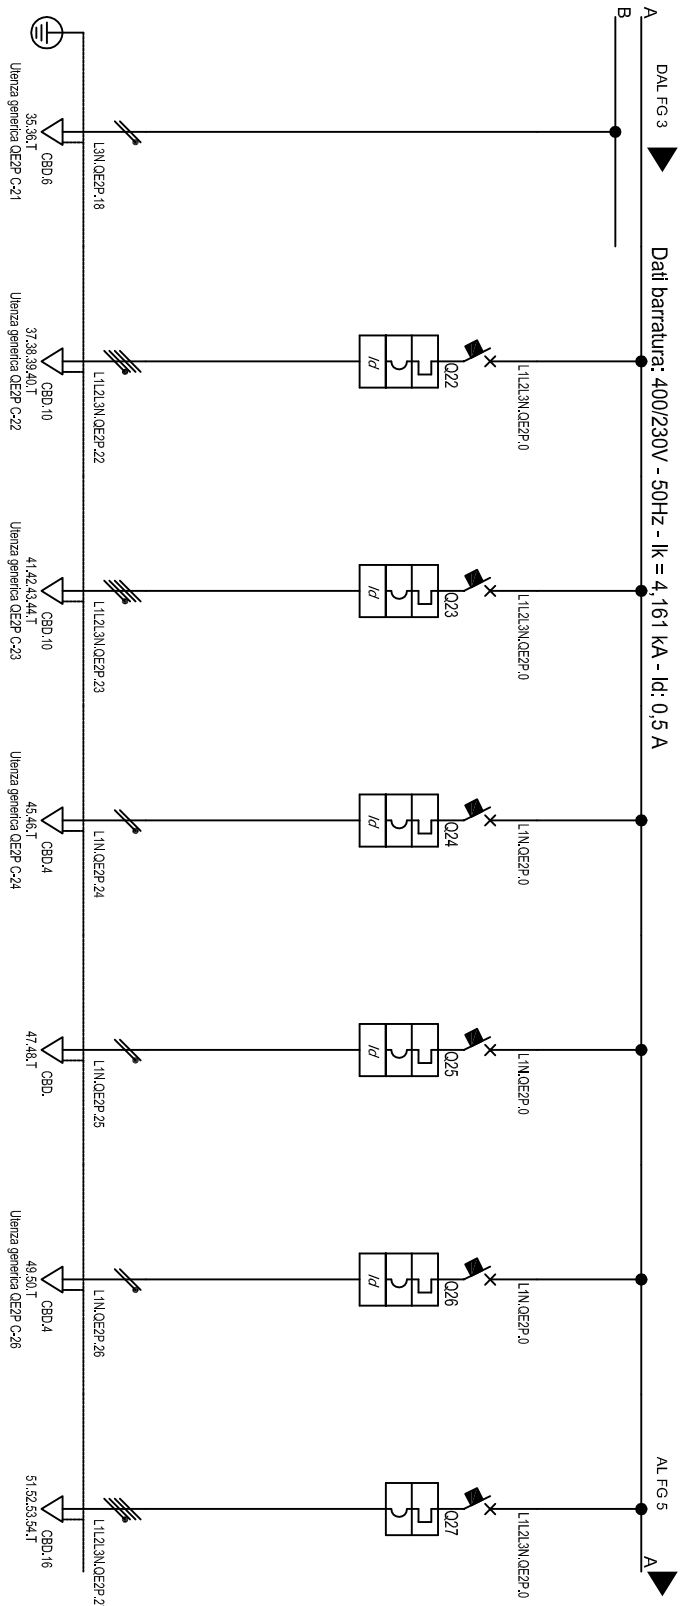 A
B
DAL FG 3
Dati barratura: 400/230V - 50Hz - Ik = 4,161 kA - Id: 0,5 A
AL FG 5
A
L1L2L3N.QE2P.0
L1L2L3N.QE2P.0
L1N.QE2P.0
L1N.QE2P.0
L1N.QE2P.0
L1L2L3N.QE2P.0
Q22
Q23
Q24
Q25
Q26
Q27
Id
Id
Id
Id
Id
L3N.QE2P.18
L1L2L3N.QE2P.22
L1L2L3N.QE2P.23
L1N.QE2P.24
L1N.QE2P.25
L1N.QE2P.26
L1L2L3N.QE2P.2
CBD.6
CBD.10
CBD.10
CBD.4
CBD.
CBD.4
CBD.16
35.36.T
37.38.39.40.T
41.42.43.44.T
45.46.T
47.48.T
49.50.T
51.52.53.54.T
Utenza generica QE2P C-21
Utenza generica QE2P C-22
Utenza generica QE2P C-23
Utenza generica QE2P C-24
Utenza generica QE2P C-26